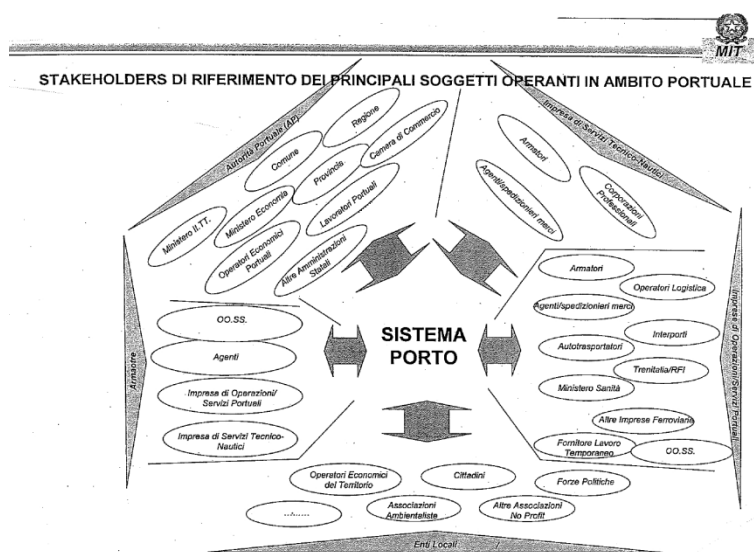 MIT
STAKEHOLDERS DI RIFERIMENTO DEI PRINCIPALI SOGGETTI OPERANTI IN AMBITO PORTUALE
Autorità Portuale (AP)
Regione
Comune
Camera di Commercio
Provincia
Ministero Economia
Lavoratori Portuali
Ministero II.TT.
Operatori Economici
Portuali
Altre Amministrazioni
Statali
Impresa di Servizi Tecnico-Nautici
Armatori
Agenti/spedizionieri merci
Corporazioni
Professionali
Armaotre
OO.SS.
Agenti
Impresa di Operazioni/
Servizi Portuali
Impresa di Servizi Tecnico-
Nautici
SISTEMA
PORTO
Imprese di Operazioni/Servizi Portuali
Armatori
Operatori Logistica
Agenti/spedizionieri merci
Interporti
Autotrasportatori
Trenitalia/RFI
Ministero Sanità
Altre Imprese Ferroviarie
Fornitore Lavoro
Temporaneo
OO.SS.
Operatori Economici
del Territorio
Cittadini
Forze Politiche
Associazioni
Ambientaliste
Altre Associazioni
No Profit
Enti Locali